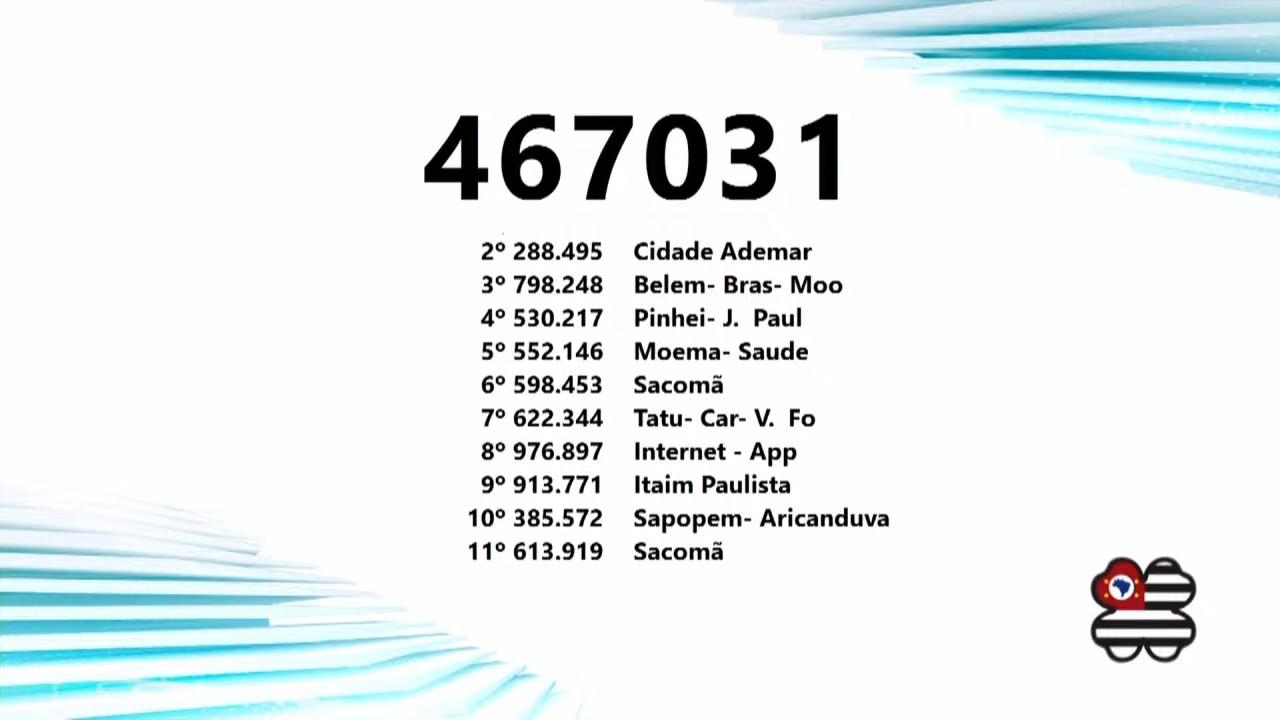 467031
2º 288.495 Cidade Ademar
3º 798.248 Belem- Bras- Moo
4º 530.217 Pinhei- J. Paul
5º 552.146 Moema- Saude
6º 598.453 Sacomã
7º 622.344 Tatu- Car- V. Fo
8º 976.897 Internet - App
9º 913.771 Itaim Paulista
10º 385.572 Sapopem- Aricanduva
11º 613.919 Sacomã